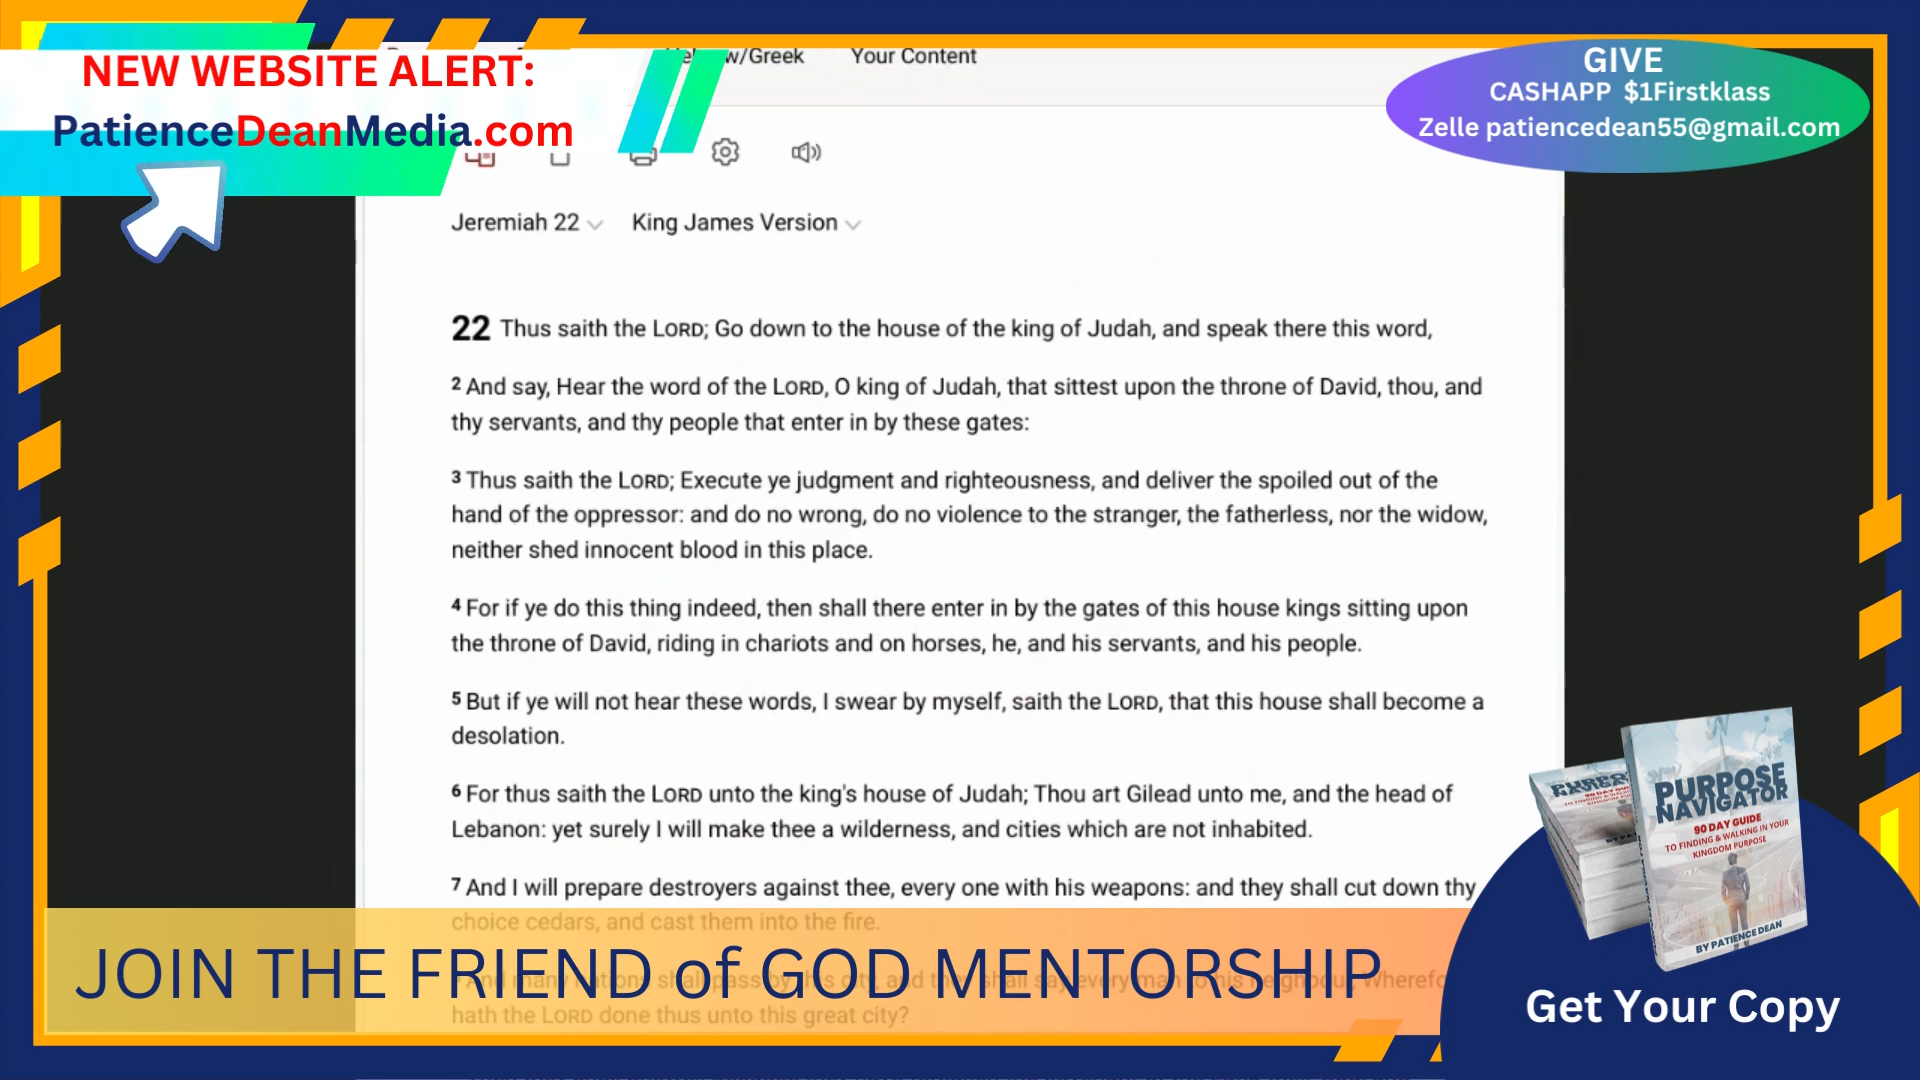 NEW WEBSITE ALERT:
PatienceDeanMedia.com
w/Greek
Your Content
GIVE
CASHAPP $1Firstklass
Zelle patiencedean55@gmail.com
Jeremiah 22
King James Version
22 Thus saith the LORD; Go down to the house of the king of Judah, and speak there this word,
2 And say, Hear the word of the LORD, O king of Judah, that sittest upon the throne of David, thou, and
thy servants, and thy people that enter in by these gates:
3 Thus saith the LORD; Execute ye judgment and righteousness, and deliver the spoiled out of the
hand of the oppressor: and do no wrong, do no violence to the stranger, the fatherless, nor the widow,
neither shed innocent blood in this place.
4 For if ye do this thing indeed, then shall there enter in by the gates of this house kings sitting upon
the throne of David, riding in chariots and on horses, he, and his servants, and his people.
5 But if ye will not hear these words, I swear by myself, saith the LORD, that this house shall become a
desolation.
6 For thus saith the LORD unto the king's house of Judah; Thou art Gilead unto me, and the head of
Lebanon: yet surely I will make thee a wilderness, and cities which are not inhabited.
7 And I will prepare destroyers against thee, every one with his weapons: and they shall cut down thy
choice cedars, and cast them into the fire.
JOIN THE FRIEND of GOD MENTORSHIP
hath the LORD done thus unto this great city?
PURPOSE
NAVIGATOR
90 DAY GUIDE
TO FINDING & WALKING IN YOUR
KINGDOM PURPOSE
BY PATIENCE DEAN
Get Your Copy